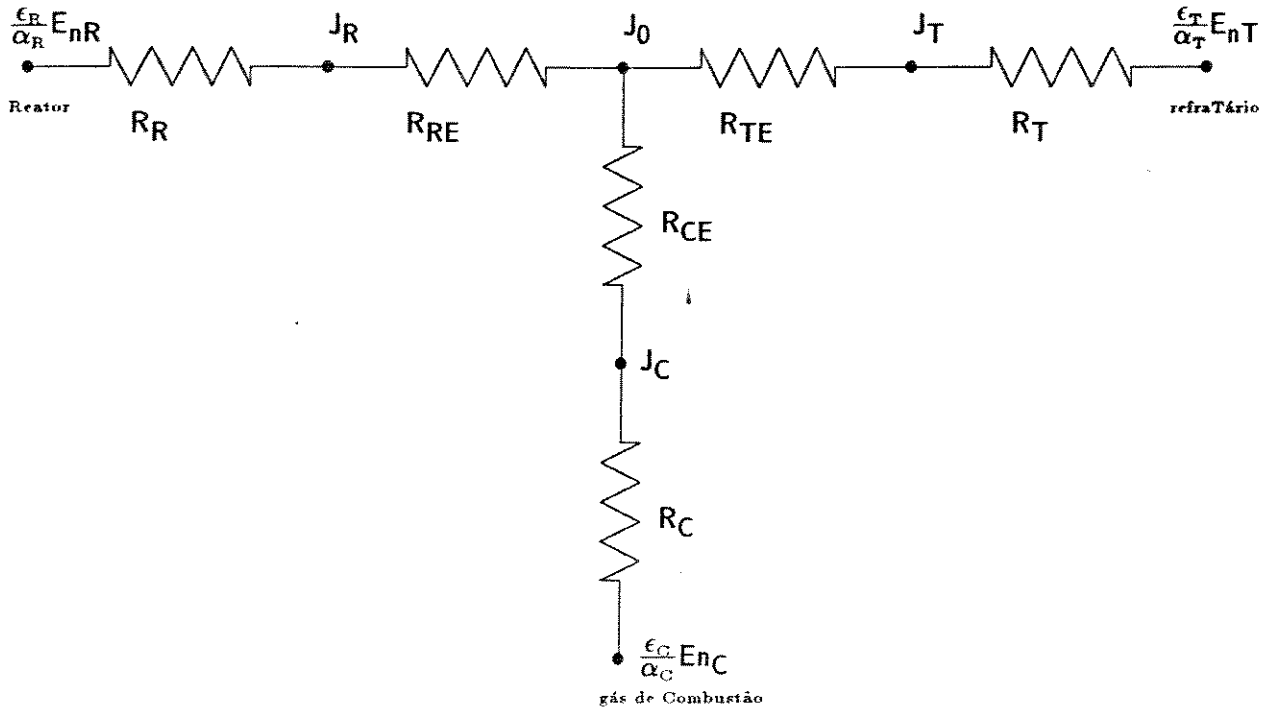 ϵ_R/α_R E_nR J_R J_0 J_T ϵ_T/α_T E_nT
Reator R_R R_RE R_TE R_T refraTário
R_CE
J_C
R_C
ϵ_C/α_C En_C
gás de Combustão